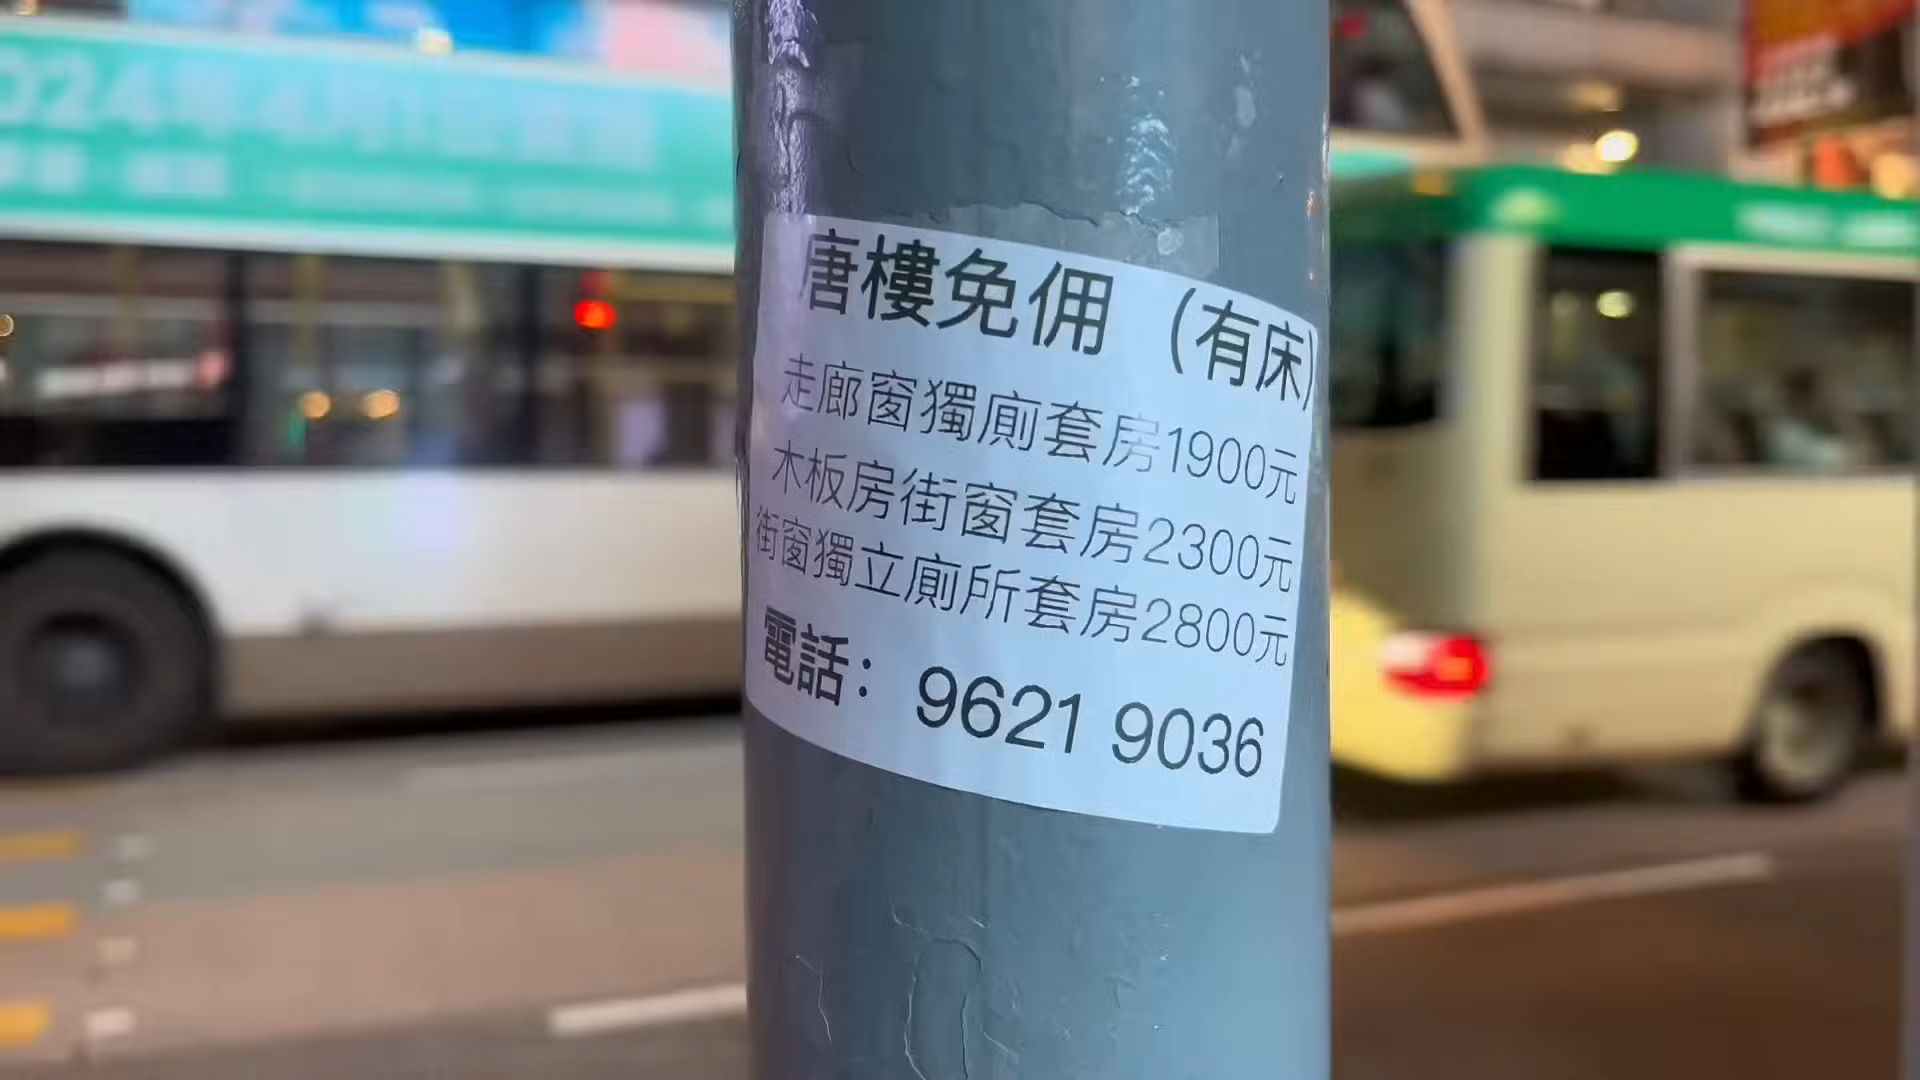 唐樓免佣（有床）
走廊窗獨廁套房1900元
木板房街窗套房2300元
街窗獨立廁所套房2800元
電話：9621 9036